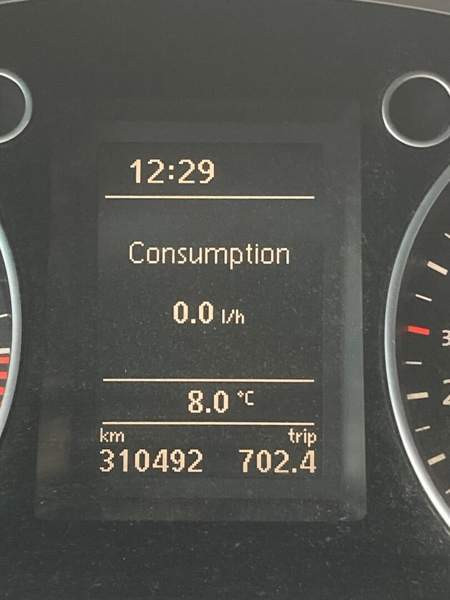 12:29
Consumption
0.0 l/h
8.0 °C
km trip
310492 702.4